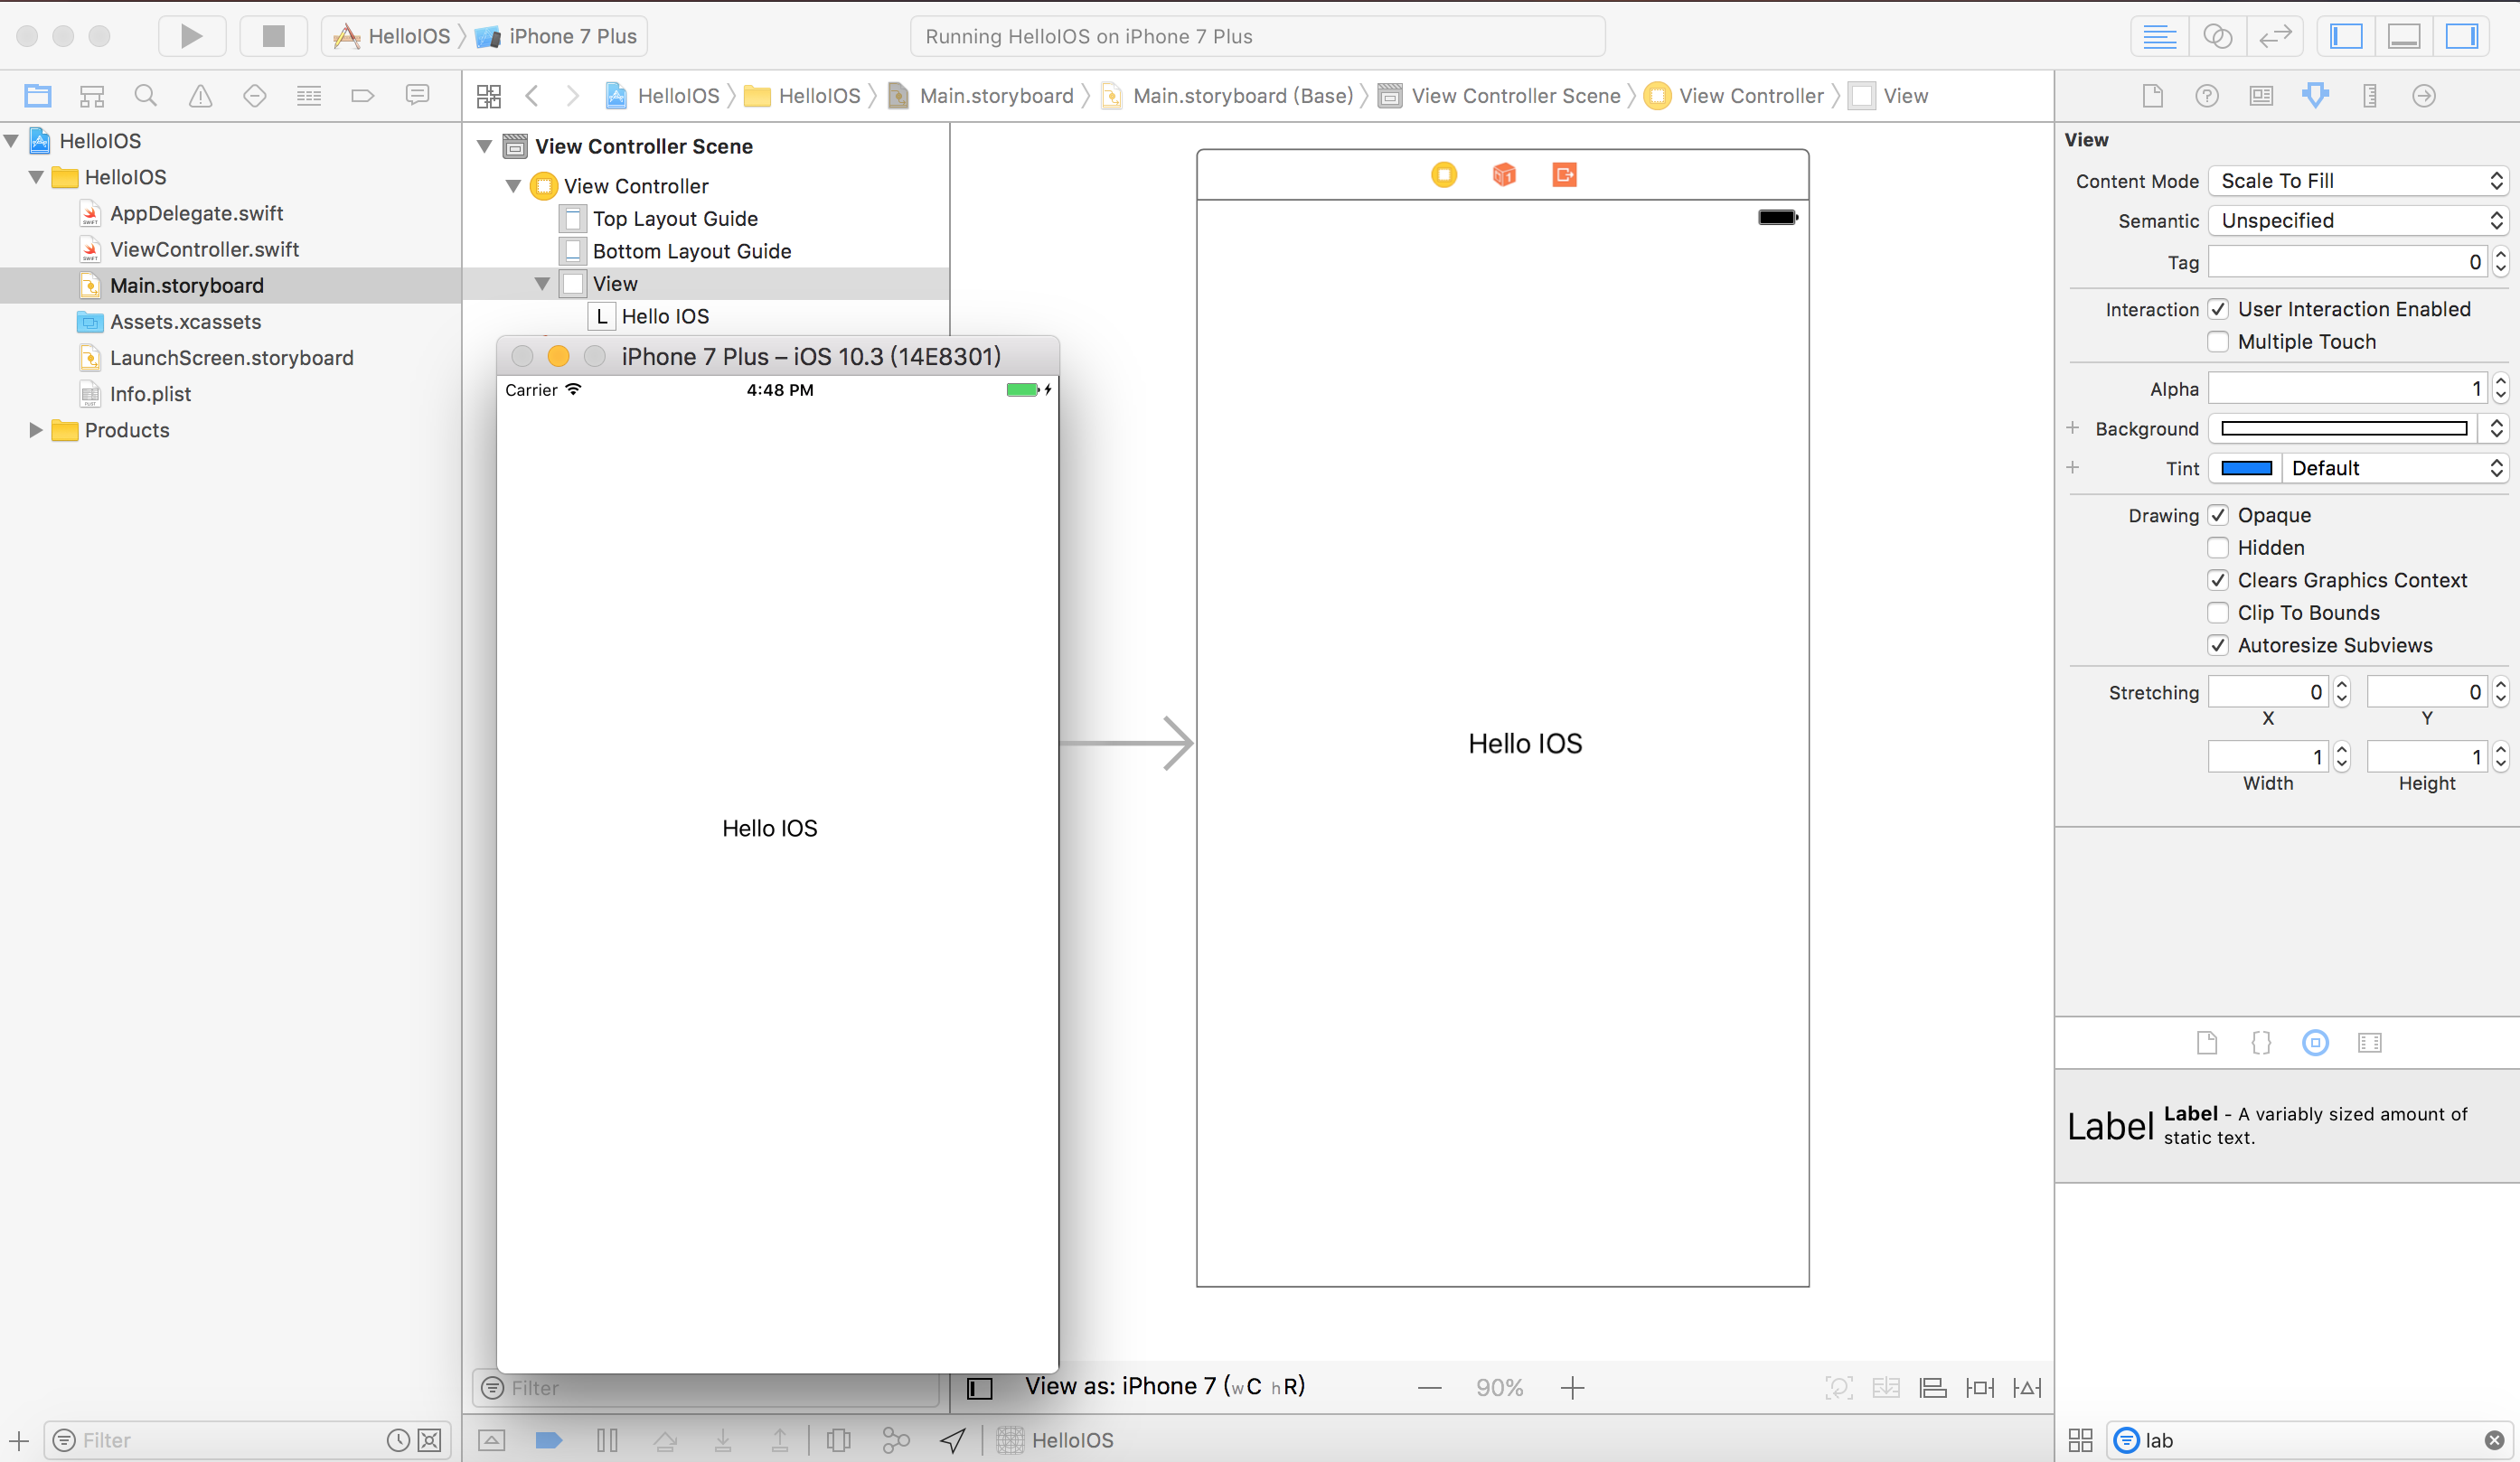 HelloIOS
iPhone 7 Plus
Running HelloIOS on iPhone 7 Plus
HelloIOS
HelloIOS
Main.storyboard
Main.storyboard (Base)
View Controller Scene
View Controller
View
HelloIOS
HelloIOS
AppDelegate.swift
ViewController.swift
Main.storyboard
Assets.xcassets
LaunchScreen.storyboard
Info.plist
Products
Filter
View Controller Scene
View Controller
Top Layout Guide
Bottom Layout Guide
View
L Hello IOS
iPhone 7 Plus – iOS 10.3 (14E8301)
Carrier 4:48 PM
Hello IOS
Filter
Hello IOS
View as: iPhone 7 (wC hR)
90%
HelloIOS
View
Content Mode Scale To Fill
Semantic Unspecified
Tag 0
Interaction User Interaction Enabled
Multiple Touch
Alpha 1
Background
Tint Default
Drawing Opaque
Hidden
Clears Graphics Context
Clip To Bounds
Autoresize Subviews
Stretching 0 0
X Y
1 1
Width Height
Label
Label - A variably sized amount of
static text.
lab